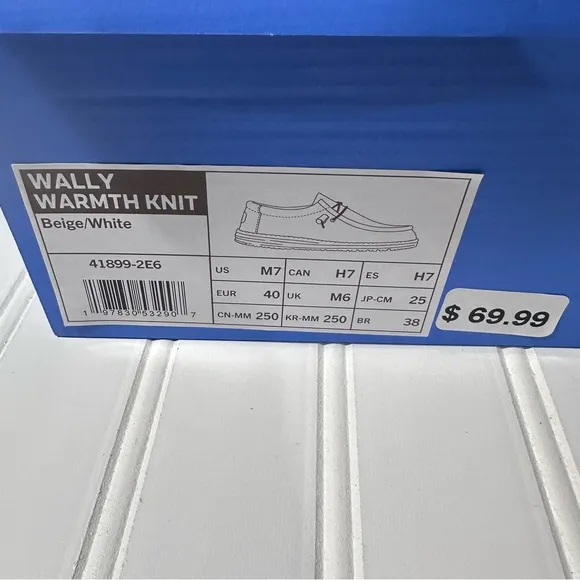 WALLY
WARMTH KNIT
Beige/White
41899-2E6
1 97830 53290 7
US M7 CAN H7 ES H7
EUR 40 UK M6 JP-CM 25
CN-MM 250 KR-MM 250 BR 38
$ 69.99